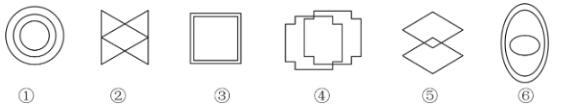 ① ② ③ ④ ⑤ ⑥